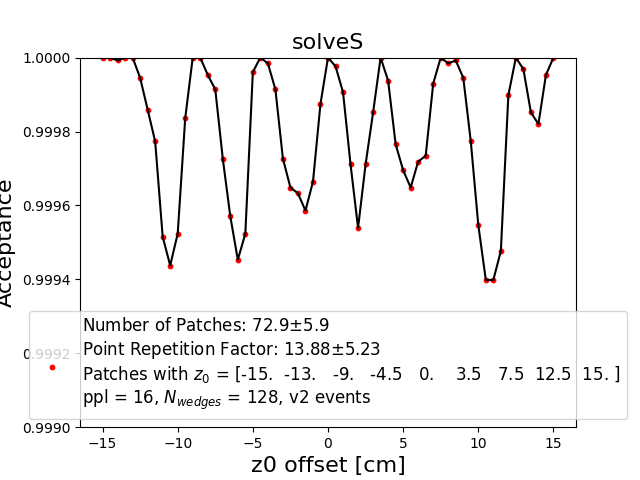 solveS
1.0000
0.9998
0.9996
0.9994
0.9992
0.9990
Acceptance
Number of Patches: 72.9±5.9
Point Repetition Factor: 13.88±5.23
Patches with z₀ = [-15. -13. -9. -4.5 0. 3.5 7.5 12.5 15. ]
ppl = 16, N_wedges = 128, v2 events
−15 −10 −5 0 5 10 15
z0 offset [cm]